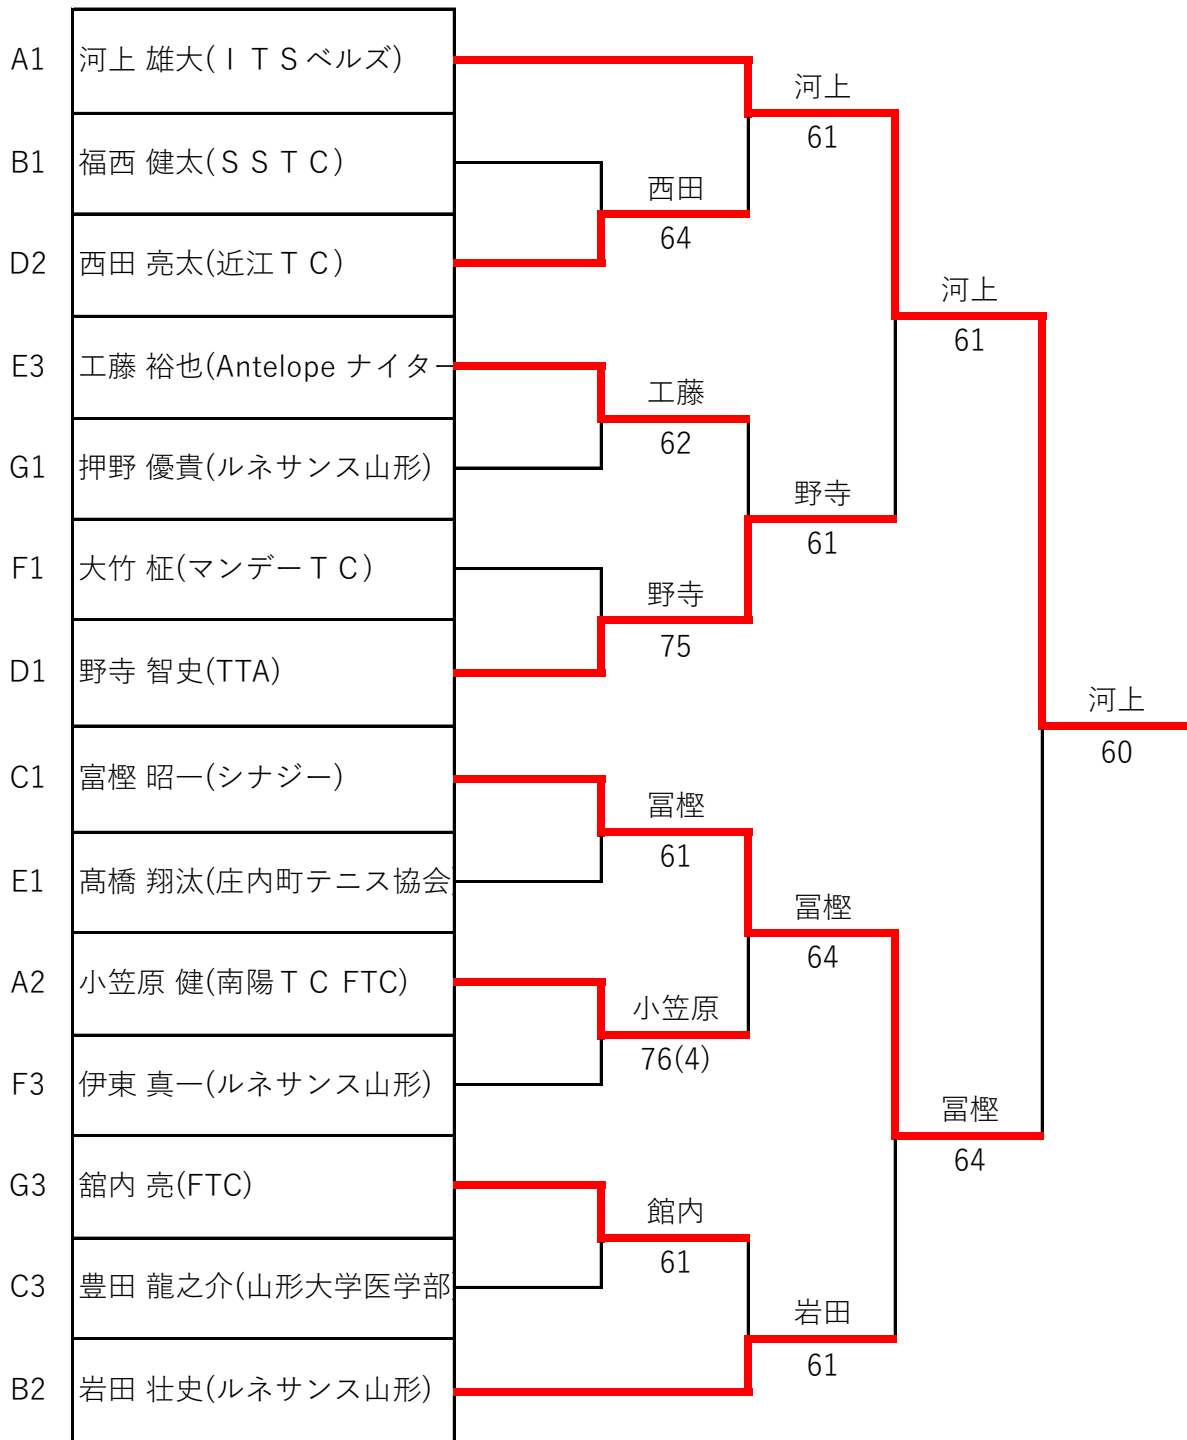 A1 河上 雄大(ＩＴＳベルズ)
河上
61
B1 福西 健太(ＳＳＴＣ)
西田
64
D2 西田 亮太(近江ＴＣ)
河上
61
E3 工藤 裕也(Antelope ナイター
工藤
62
G1 押野 優貴(ルネサンス山形)
野寺
61
F1 大竹 柾(マンデーＴＣ)
野寺
75
D1 野寺 智史(TTA)
河上
60
C1 富樫 昭一(シナジー)
冨樫
61
E1 髙橋 翔汰(庄内町テニス協会)
冨樫
64
A2 小笠原 健(南陽ＴＣ FTC)
小笠原
76(4)
F3 伊東 真一(ルネサンス山形)
冨樫
64
G3 舘内 亮(FTC)
館内
61
C3 豊田 龍之介(山形大学医学部)
岩田
61
B2 岩田 壮史(ルネサンス山形)